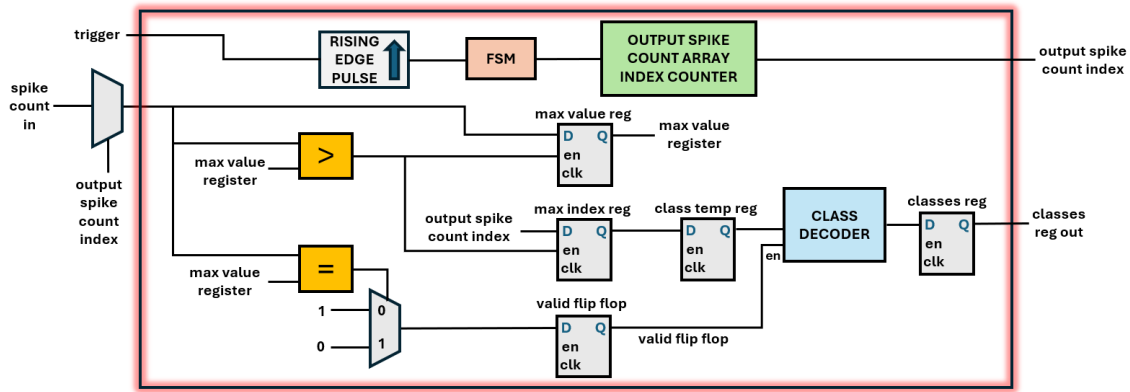 trigger
RISING
EDGE
PULSE
FSM
OUTPUT SPIKE
COUNT ARRAY
INDEX COUNTER
output spike
count index
spike
count
in
output
spike
count
index
max value
register
>
max value reg
D Q
en
clk
max value
register
output spike
count index
max index reg
D Q
en
clk
class temp reg
D Q
en
clk
CLASS
DECODER
en
classes reg
D Q
en
clk
classes
reg out
max value
register
=
1
0
0
1
valid flip flop
D Q
en
clk
valid flip flop